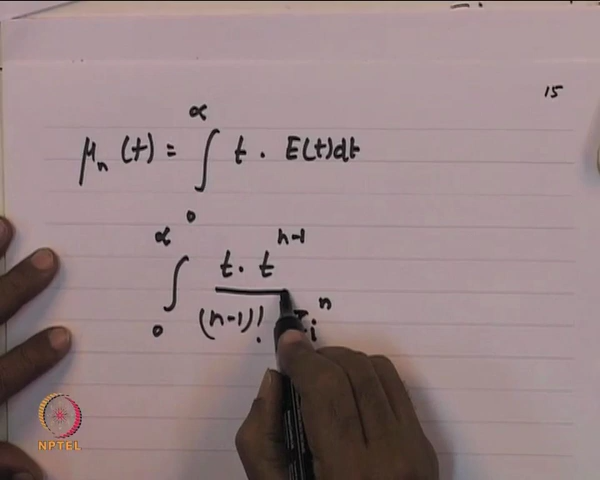 15
μn (t) = ∫₀^α t . E(t)dt
∫₀^α t . t^(n-1) / (n-1)! τi^n
NPTEL